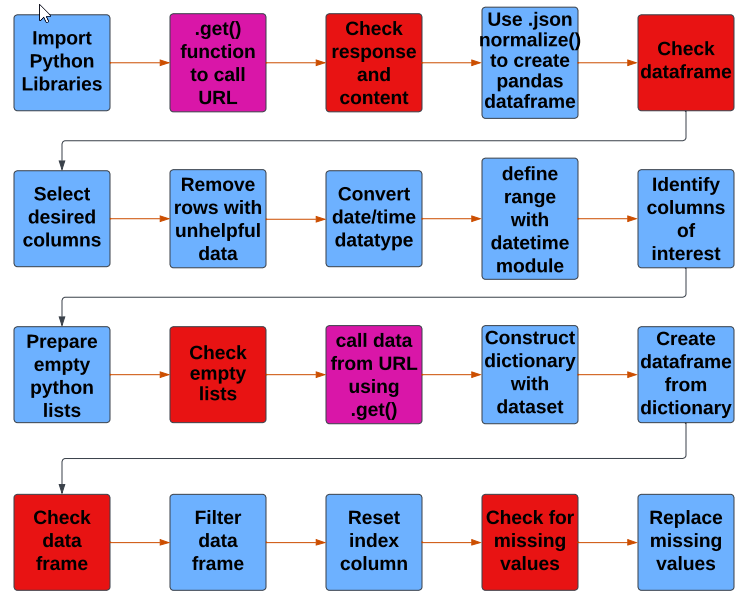 Import
Python
Libraries
.get()
function
to call
URL
Check
response
and
content
Use .json
normalize()
to create
pandas
dataframe
Check
dataframe
Select
desired
columns
Remove
rows with
unhelpful
data
Convert
date/time
datatype
define
range
with
datetime
module
Identify
columns
of
interest
Prepare
empty
python
lists
Check
empty
lists
call data
from URL
using
.get()
Construct
dictionary
with
dataset
Create
dataframe
from
dictionary
Check
data
frame
Filter
data
frame
Reset
index
column
Check for
missing
values
Replace
missing
values